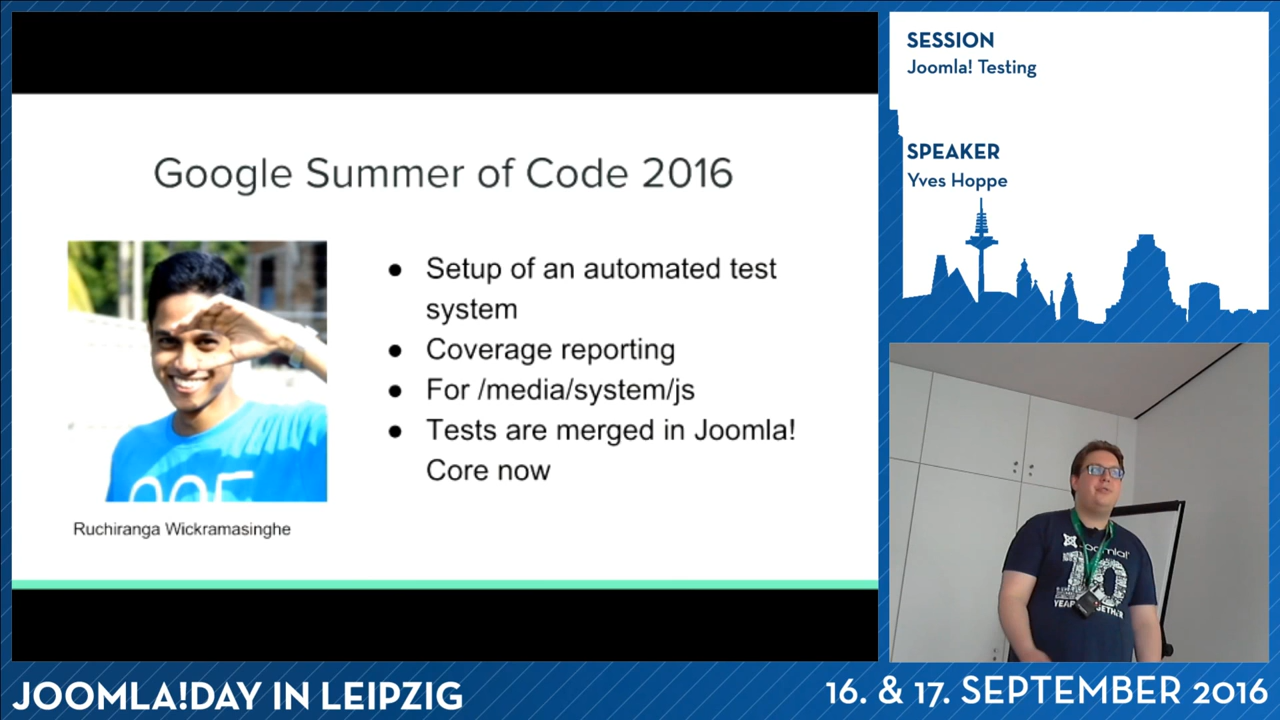 Google Summer of Code 2016
Setup of an automated test
system
Coverage reporting
For /media/system/js
Tests are merged in Joomla!
Core now
Ruchiranga Wickramasinghe
SESSION
Joomla! Testing
SPEAKER
Yves Hoppe
Joomla!
10
JOOMLA!DAY IN LEIPZIG
16. & 17. SEPTEMBER 2016